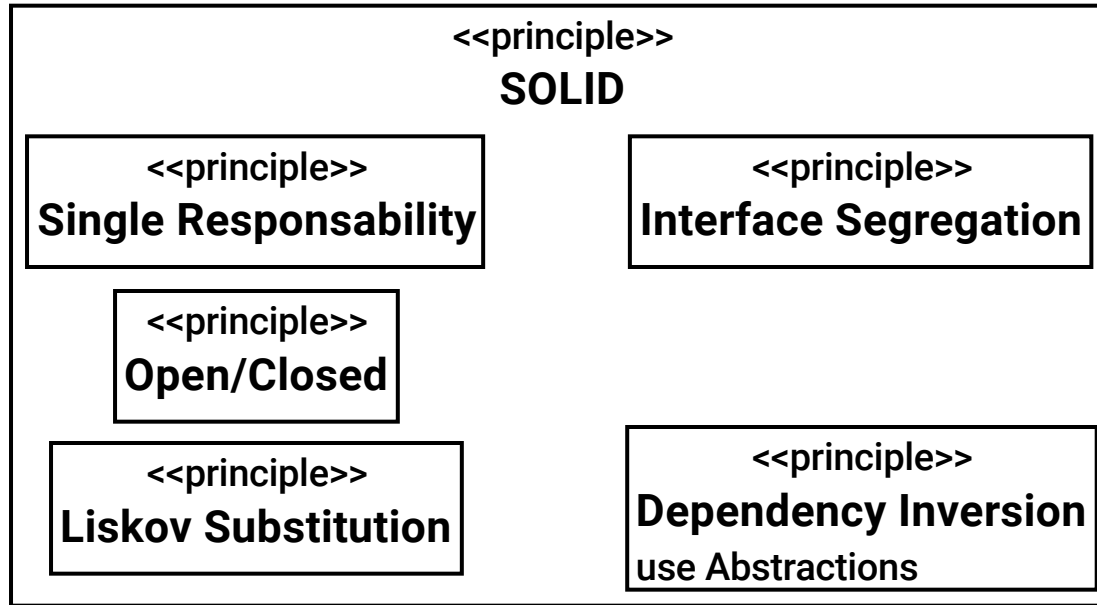 <<principle>>
SOLID
<<principle>>
Single Responsability
<<principle>>
Interface Segregation
<<principle>>
Open/Closed
<<principle>>
Liskov Substitution
<<principle>>
Dependency Inversion
use Abstractions